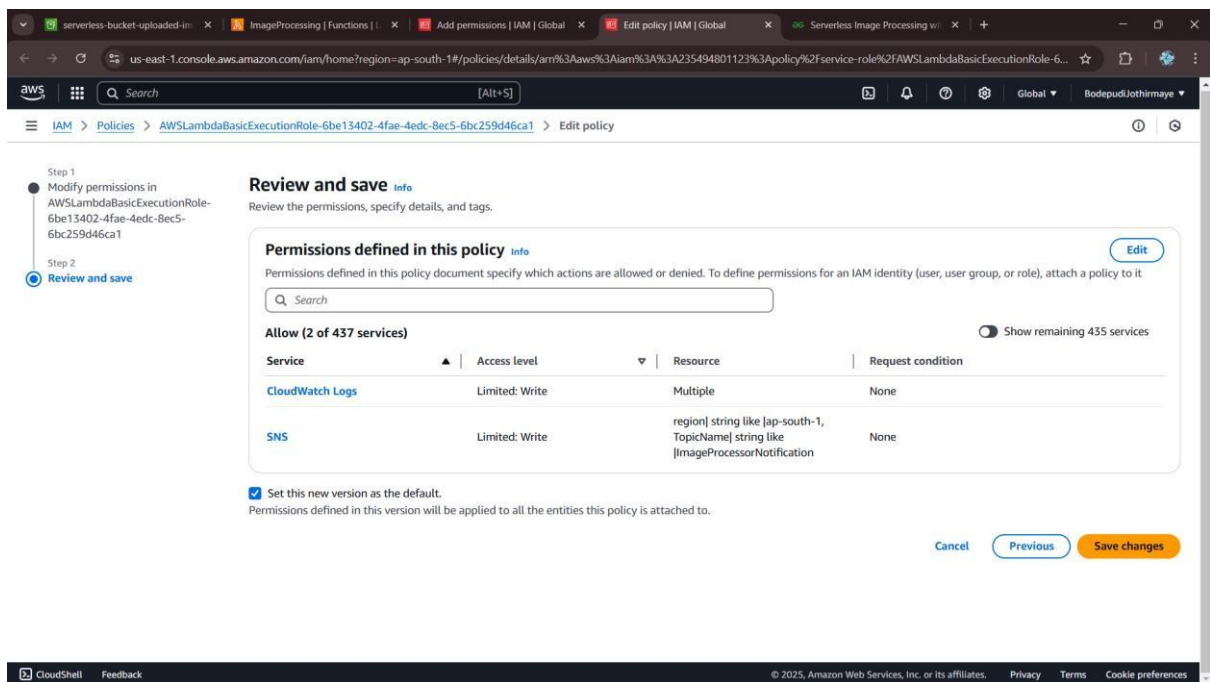 serverless-bucket-uploaded-im
ImageProcessing | Functions | L
Add permissions | IAM | Global
Edit policy | IAM | Global
Serverless Image Processing wi
us-east-1.console.aws.amazon.com/iam/home?region=ap-south-1#/policies/details/arn%3Aaws%3Aiam%3A%3A235494801123%3Apolicy%2Fservice-role%2FAWSLambdaBasicExecutionRole-6...
aws
Search
[Alt+S]
Global
BodepudiJothirmaye
IAM > Policies > AWSLambdaBasicExecutionRole-6be13402-4fae-4edc-8ec5-6bc259d46ca1 > Edit policy
Step 1
Modify permissions in
AWSLambdaBasicExecutionRole-
6be13402-4fae-4edc-8ec5-
6bc259d46ca1
Step 2
Review and save
Review and save Info
Review the permissions, specify details, and tags.
Permissions defined in this policy Info
Edit
Permissions defined in this policy document specify which actions are allowed or denied. To define permissions for an IAM identity (user, user group, or role), attach a policy to it
Search
Allow (2 of 437 services)
Show remaining 435 services
Service | Access level | Resource | Request condition
CloudWatch Logs Limited: Write Multiple None
region| string like |ap-south-1,
SNS Limited: Write TopicName| string like None
|ImageProcessorNotification
Set this new version as the default.
Permissions defined in this version will be applied to all the entities this policy is attached to.
Cancel
Previous
Save changes
CloudShell Feedback
© 2025, Amazon Web Services, Inc. or its affiliates. Privacy Terms Cookie preferences